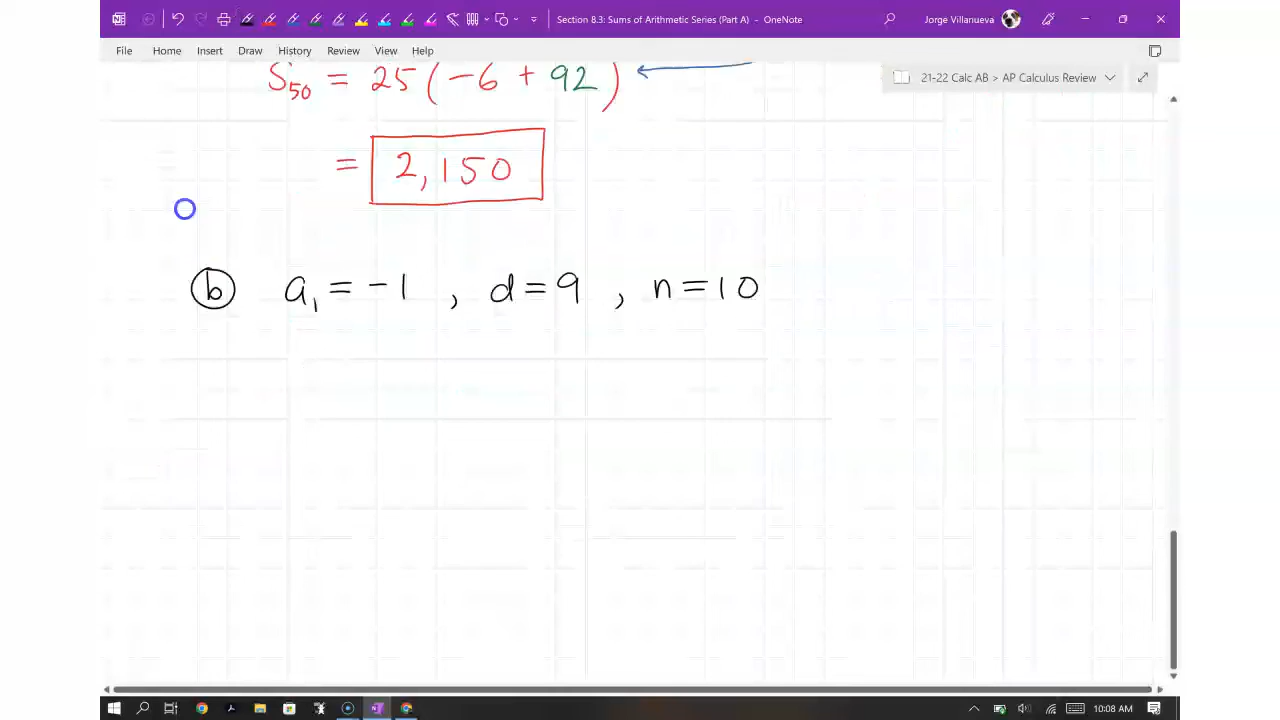 Section 8.3: Sums of Arithmetic Series (Part A) - OneNote
Jorge Villanueva
File Home Insert Draw History Review View Help
21-22 Calc AB > AP Calculus Review
S₅₀ = 25(-6 + 92)
= 2,150
ⓑ a₁ = -1 , d = 9 , n = 10
10:08 AM